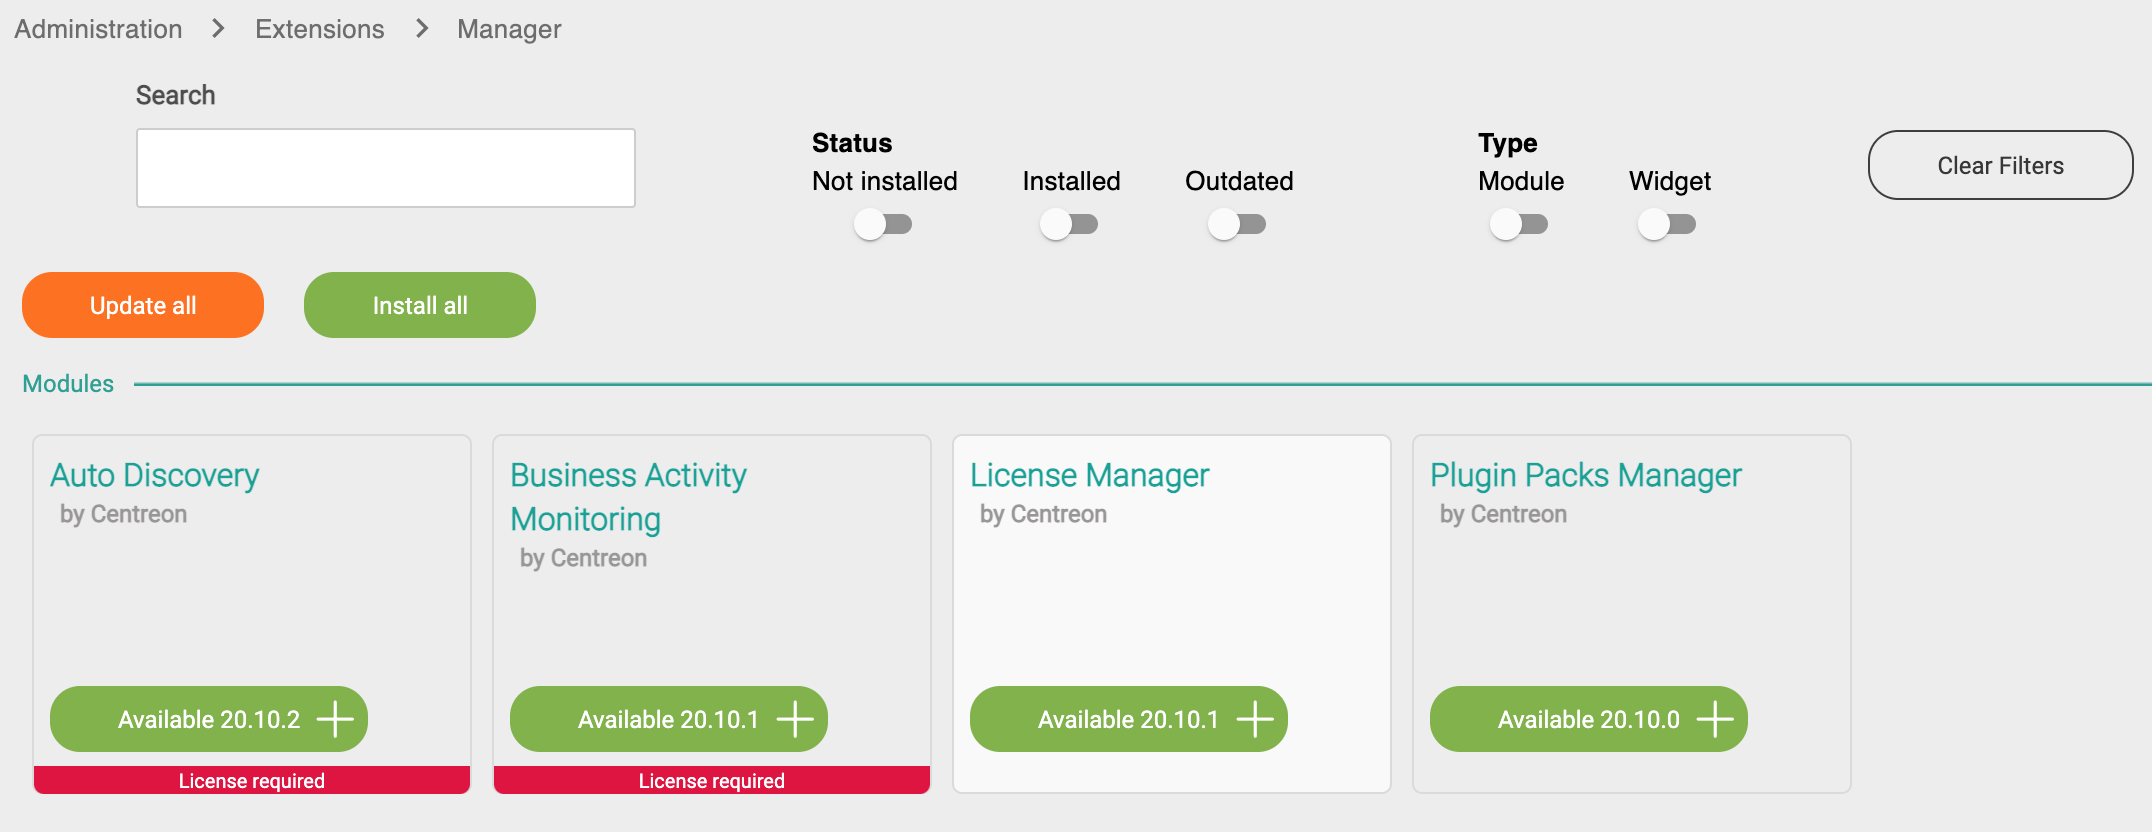 Administration > Extensions > Manager
Search
Status
Not installed Installed Outdated
Type
Module Widget
Clear Filters
Update all Install all
Modules
Auto Discovery
by Centreon
Available 20.10.2 +
License required
Business Activity
Monitoring
by Centreon
Available 20.10.1 +
License required
License Manager
by Centreon
Available 20.10.1 +
Plugin Packs Manager
by Centreon
Available 20.10.0 +